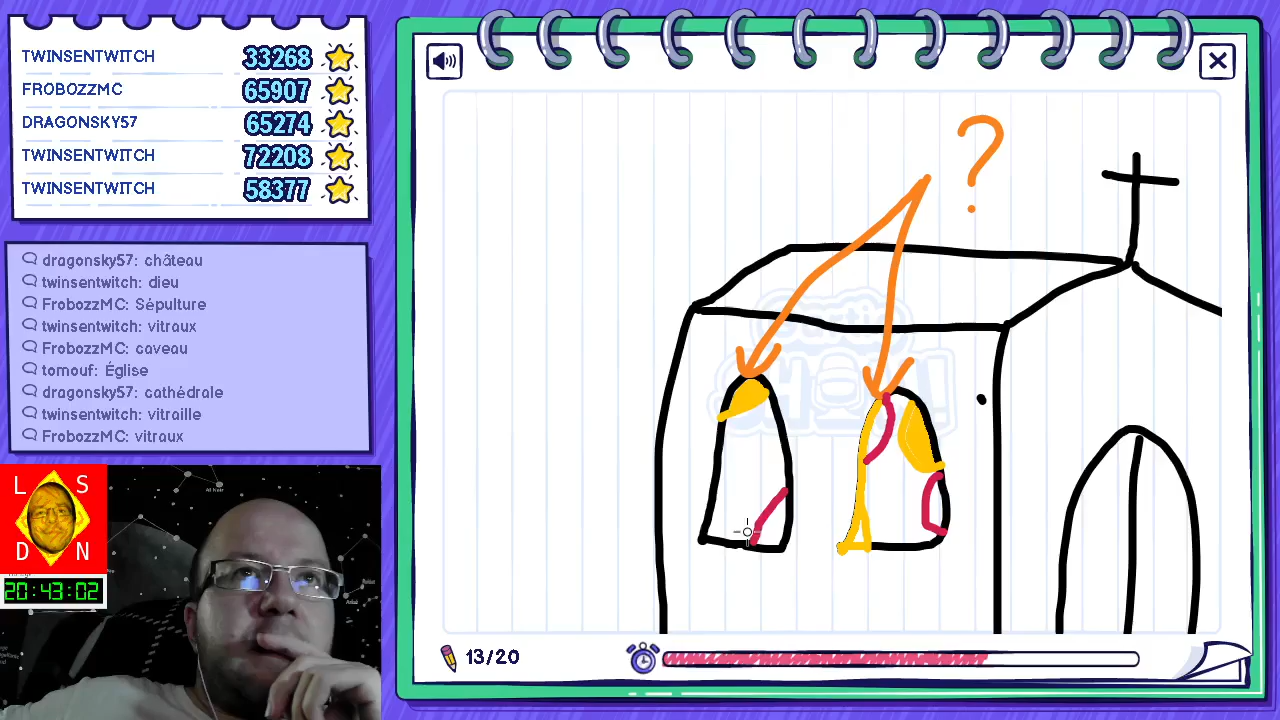 TWINSENTWITCH 33268
FROBOZZMC 65907
DRAGONSKY57 65274
TWINSENTWITCH 72208
TWINSENTWITCH 58377
dragonsky57: château
twinsentwitch: dieu
FrobozzMC: Sépulture
twinsentwitch: vitraux
FrobozzMC: caveau
tomouf: Église
dragonsky57: cathédrale
twinsentwitch: vitraille
FrobozzMC: vitraux
L S
D N
20:43:02
?
13/20